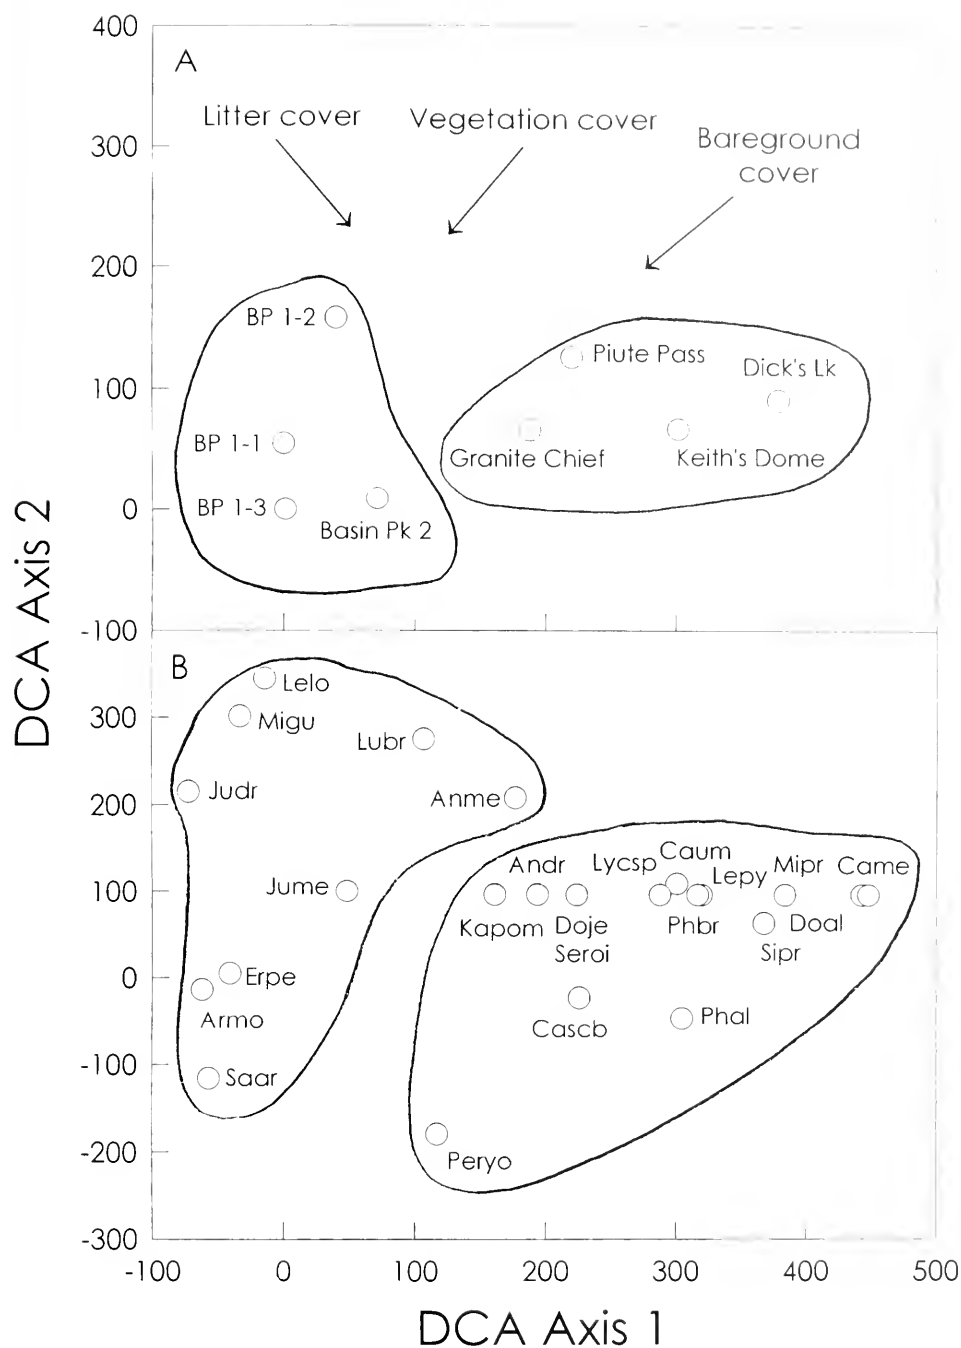 400
A
Litter cover
Vegetation cover
Bareground
cover
300
200
BP 1-2
Piute Pass
Dick's Lk
100
BP 1-1
Granite Chief
Keith's Dome
BP 1-3
Basin Pk 2
0
-100
DCA Axis 2
B
Lelo
Migu
300
Lubr
Judr
Anme
200
Jume
Andr
Lycsp
Caum
Lepy
Mipr
Came
100
Kapom
Doje
Seroi
Phbr
Sipr
Doal
Erpe
0
Armo
Cascb
Phal
Saar
-100
Peryo
-200
-300
-100
0
100
200
300
400
500
DCA Axis 1